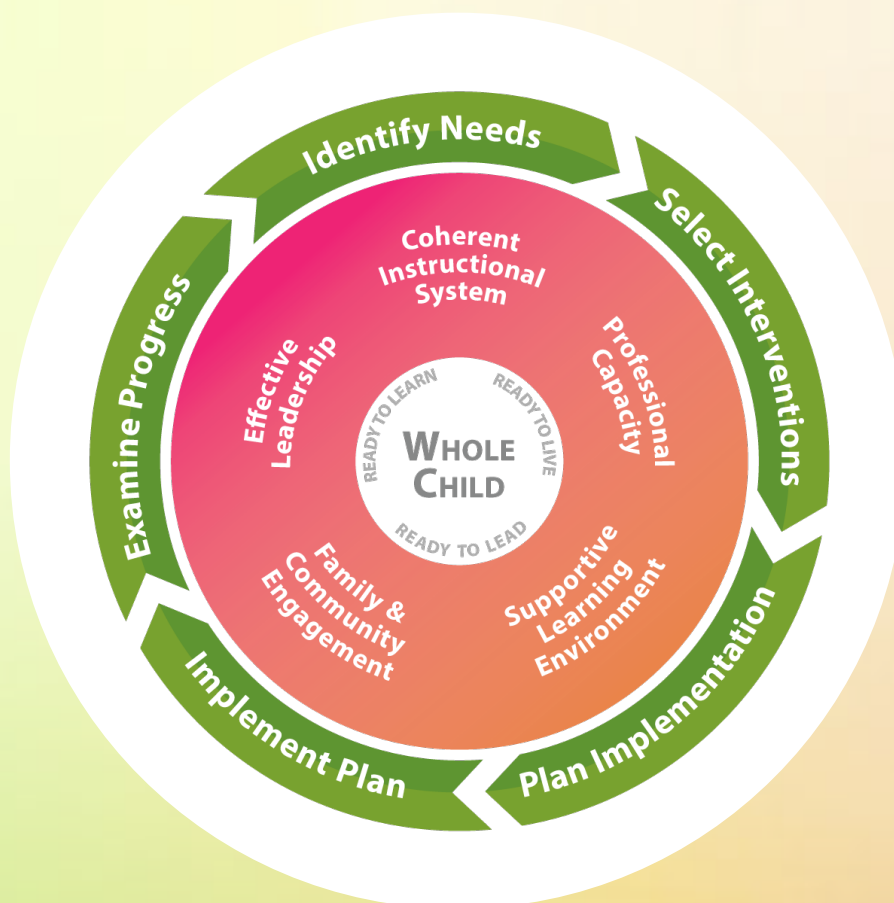 Identify Needs
Select Interventions
Plan Implementation
Implement Plan
Examine Progress
Coherent
Instructional
System
Professional
Capacity
Supportive
Learning
Environment
Family &
Community
Engagement
Effective
Leadership
READY TO LEARN
READY TO LIVE
READY TO LEAD
WHOLE
CHILD